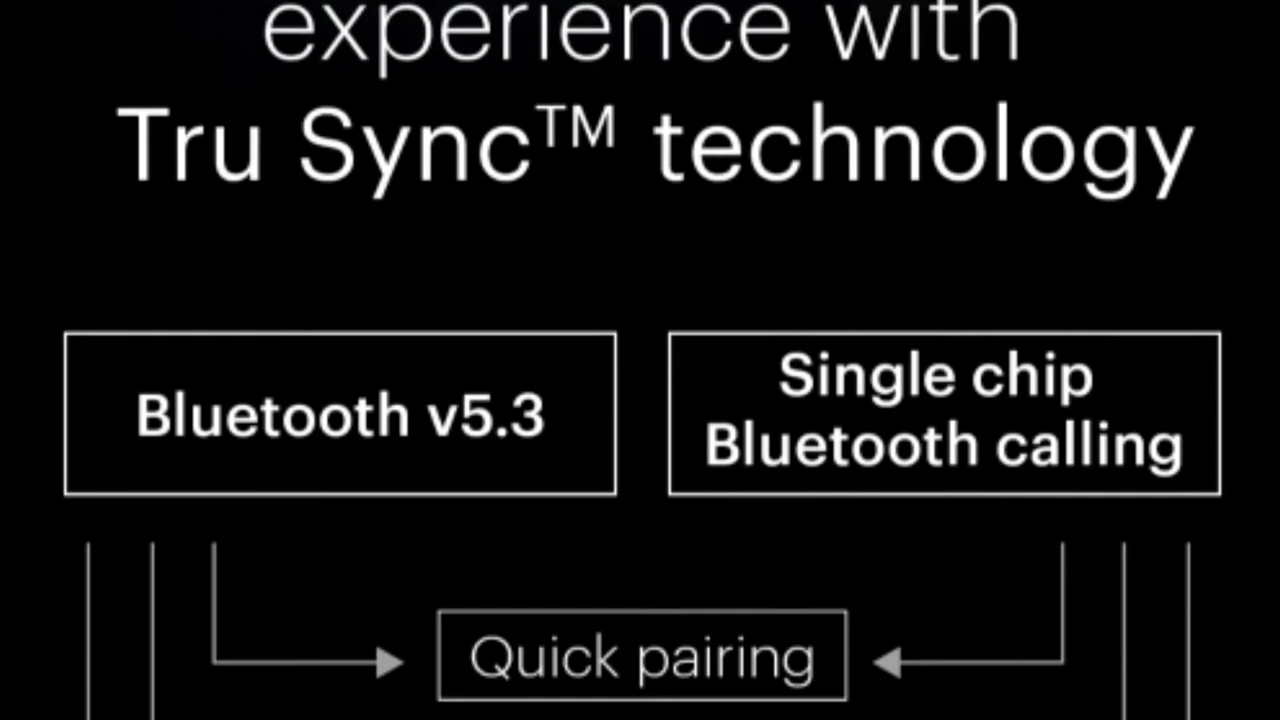 experience with
Tru Sync™ technology
Bluetooth v5.3
Single chip
Bluetooth calling
Quick pairing